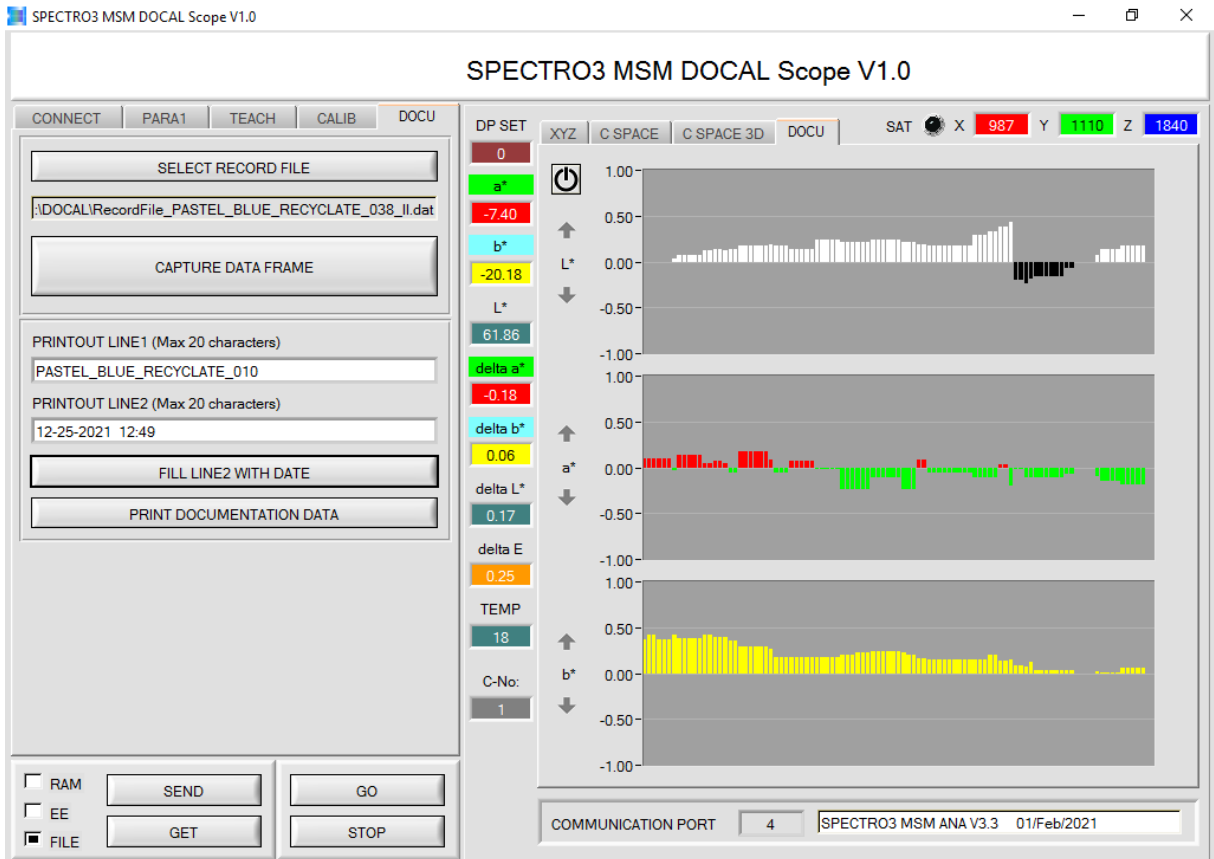 SPECTRO3 MSM DOCAL Scope V1.0
SPECTRO3 MSM DOCAL Scope V1.0
CONNECT PARA1 TEACH CALIB DOCU
SELECT RECORD FILE
:\DOCAL\RecordFile_PASTEL_BLUE_RECYCLATE_038_II.dat
CAPTURE DATA FRAME
PRINTOUT LINE1 (Max 20 characters)
PASTEL_BLUE_RECYCLATE_010
PRINTOUT LINE2 (Max 20 characters)
12-25-2021 12:49
FILL LINE2 WITH DATE
PRINT DOCUMENTATION DATA
RAM
EE
FILE
SEND
GET
GO
STOP
DP SET
0
a*
-7.40
b*
-20.18
L*
61.86
delta a*
-0.18
delta b*
0.06
delta L*
0.17
delta E
0.25
TEMP
18
C-No:
1
XYZ C SPACE C SPACE 3D DOCU
SAT X 987 Y 1110 Z 1840
L*
1.00
0.50
0.00
-0.50
-1.00
a*
1.00
0.50
0.00
-0.50
-1.00
b*
1.00
0.50
0.00
-0.50
-1.00
COMMUNICATION PORT 4 SPECTRO3 MSM ANA V3.3 01/Feb/2021